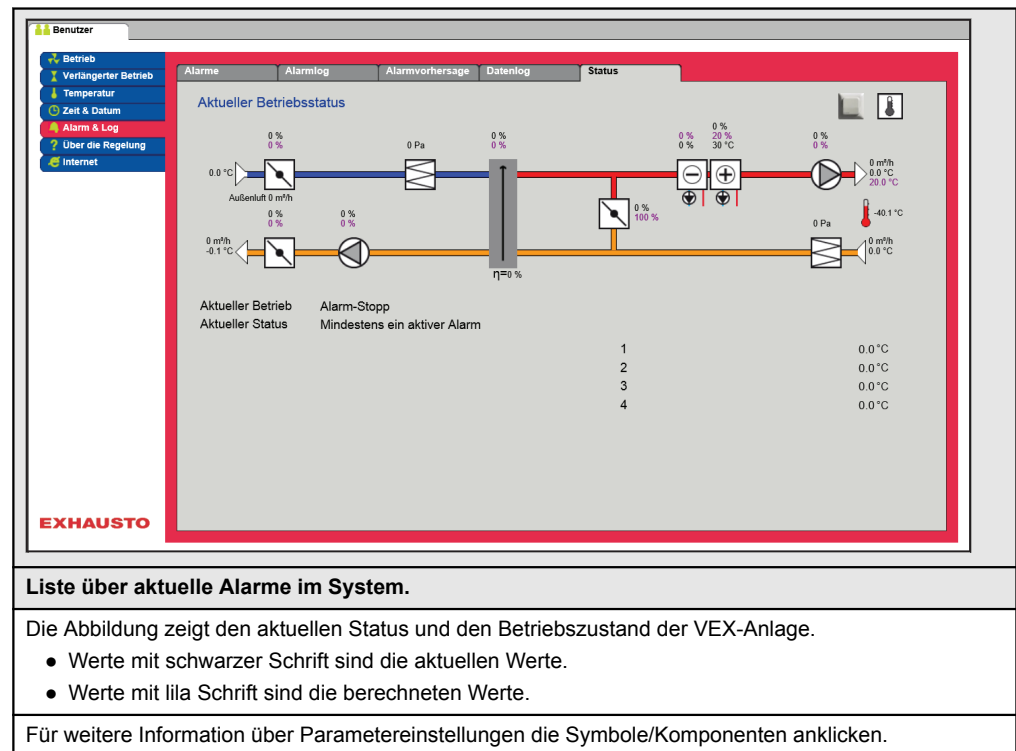 Benutzer
Betrieb
Verlängerter Betrieb
Temperatur
Zeit & Datum
Alarm & Log
Über die Regelung
Internet
Alarme
Alarmlog
Alarmvorhersage
Datenlog
Status
Aktueller Betriebsstatus
0 %
0 %
0 Pa
0 %
0 %
0 %
0 %
0 %
20 %
30 °C
0 %
0 %
0.0 °C
Außenluft 0 m³/h
0 m³/h
0.0 °C
20.0 °C
0 %
0 %
0 %
0 %
0 %
100 %
-40.1 °C
0 Pa
0 m³/h
-0.1 °C
0 m³/h
0.0 °C
η=0 %
Aktueller Betrieb Alarm-Stopp
Aktueller Status Mindestens ein aktiver Alarm
1 0.0 °C
2 0.0 °C
3 0.0 °C
4 0.0 °C
EXHAUSTO
Liste über aktuelle Alarme im System.
Die Abbildung zeigt den aktuellen Status und den Betriebszustand der VEX-Anlage.
● Werte mit schwarzer Schrift sind die aktuellen Werte.
● Werte mit lila Schrift sind die berechneten Werte.
Für weitere Information über Parametereinstellungen die Symbole/Komponenten anklicken.